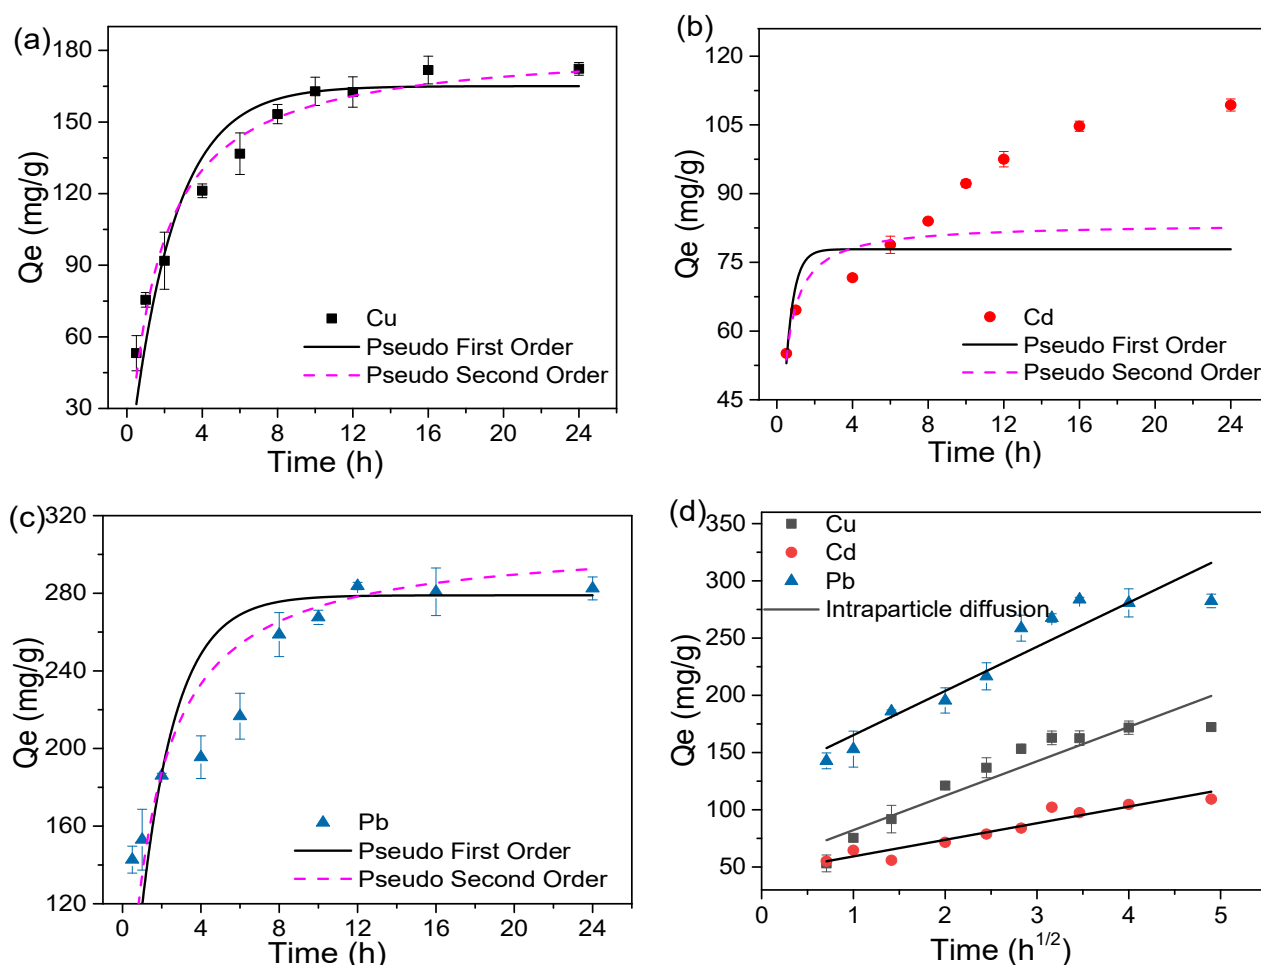 (a)
180
150
120
90
60
30
Qe (mg/g)
Cu
Pseudo First Order
Pseudo Second Order
0 4 8 12 16 20 24
Time (h)
(b)
120
105
90
75
60
45
Qe (mg/g)
Cd
Pseudo First Order
Pseudo Second Order
0 4 8 12 16 20 24
Time (h)
(c)
320
280
240
200
160
120
Qe (mg/g)
Pb
Pseudo First Order
Pseudo Second Order
0 4 8 12 16 20 24
Time (h)
(d)
350
300
250
200
150
100
50
Qe (mg/g)
Cu
Cd
Pb
Intraparticle diffusion
0 1 2 3 4 5
Time (h^1/2)